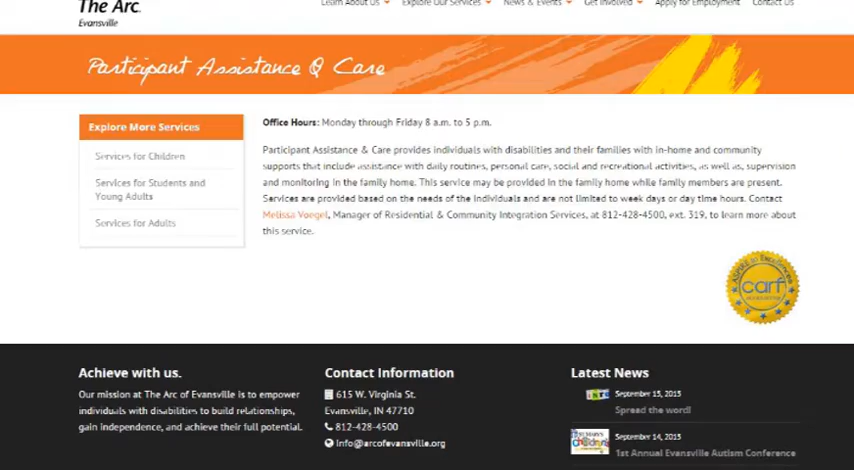 The Arc.
Evansville
Learn About Us
Explore Our Services
News & Events
Get Involved
Apply for Employment
Contact Us
Participant Assistance & Care
Explore More Services
Services for Children
Services for Students and
Young Adults
Services for Adults
Office Hours: Monday through Friday 8 a.m. to 5 p.m.
Participant Assistance & Care provides individuals with disabilities and their families with in-home and community
supports that include assistance with daily routines, personal care, social and recreational activities, as well as, supervision
and monitoring in the family home. This service may be provided in the family home while family members are present.
Services are provided based on the needs of the individuals and are not limited to week days or day time hours. Contact
Melissa Voegel, Manager of Residential & Community Integration Services, at 812-428-4500, ext. 319, to learn more about
this service.
ASPIRE to Excellence
carf
ACCREDITED
Achieve with us.
Our mission at The Arc of Evansville is to empower
individuals with disabilities to build relationships,
gain independence, and achieve their full potential.
Contact Information
615 W. Virginia St.
Evansville, IN 47710
812-428-4500
info@arcofevansville.org
Latest News
September 15, 2015
Spread the word!
September 14, 2015
1st Annual Evansville Autism Conference